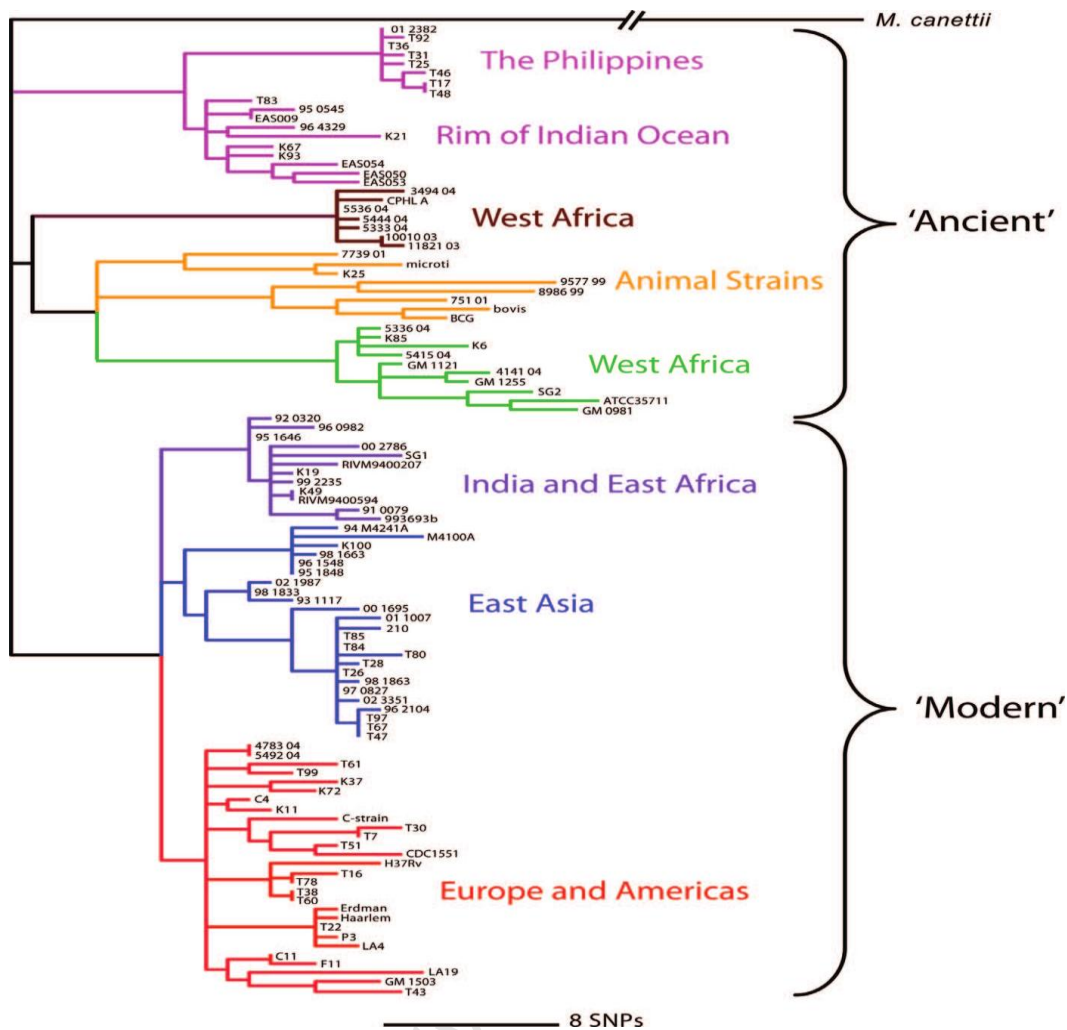 M. canettii
01 2382
T92
T36
T31
T25
T46
T17
T48
The Philippines
T83
95 0545
EAS009
96 4329
K21
Rim of Indian Ocean
K67
K93
EAS054
EAS050
EAS053
3494 04
CPHL A
5536 04
5444 04
5333 04
10010 03
11821 03
West Africa
'Ancient'
7739 01
microti
K25
9577 99
8986 99
Animal Strains
751 01
bovis
BCG
5336 04
K85
K6
5415 04
GM 1121
West Africa
4141 04
GM 1255
SG2
ATCC35711
GM 0981
92 0320
96 0982
95 1646
00 2786
SG1
RIVM9400207
K19
99 2235
India and East Africa
K49
RIVM9400594
91 0079
993693b
94 M4241A
M4100A
K100
98 1663
96 1548
95 1848
02 1987
98 1833
93 1117
East Asia
00 1695
01 1007
210
T85
T84
T80
T28
T26
98 1863
97 0827
02 3351
96 2104
T97
T67
T47
'Modern'
4783 04
5492 04
T61
T99
K37
K72
C4
K11
C-strain
T30
T7
T51
CDC1551
H37Rv
T16
T78
T38
T60
Europe and Americas
Erdman
Haarlem
T22
P3
LA4
C11
F11
LA19
GM 1503
T43
8 SNPs